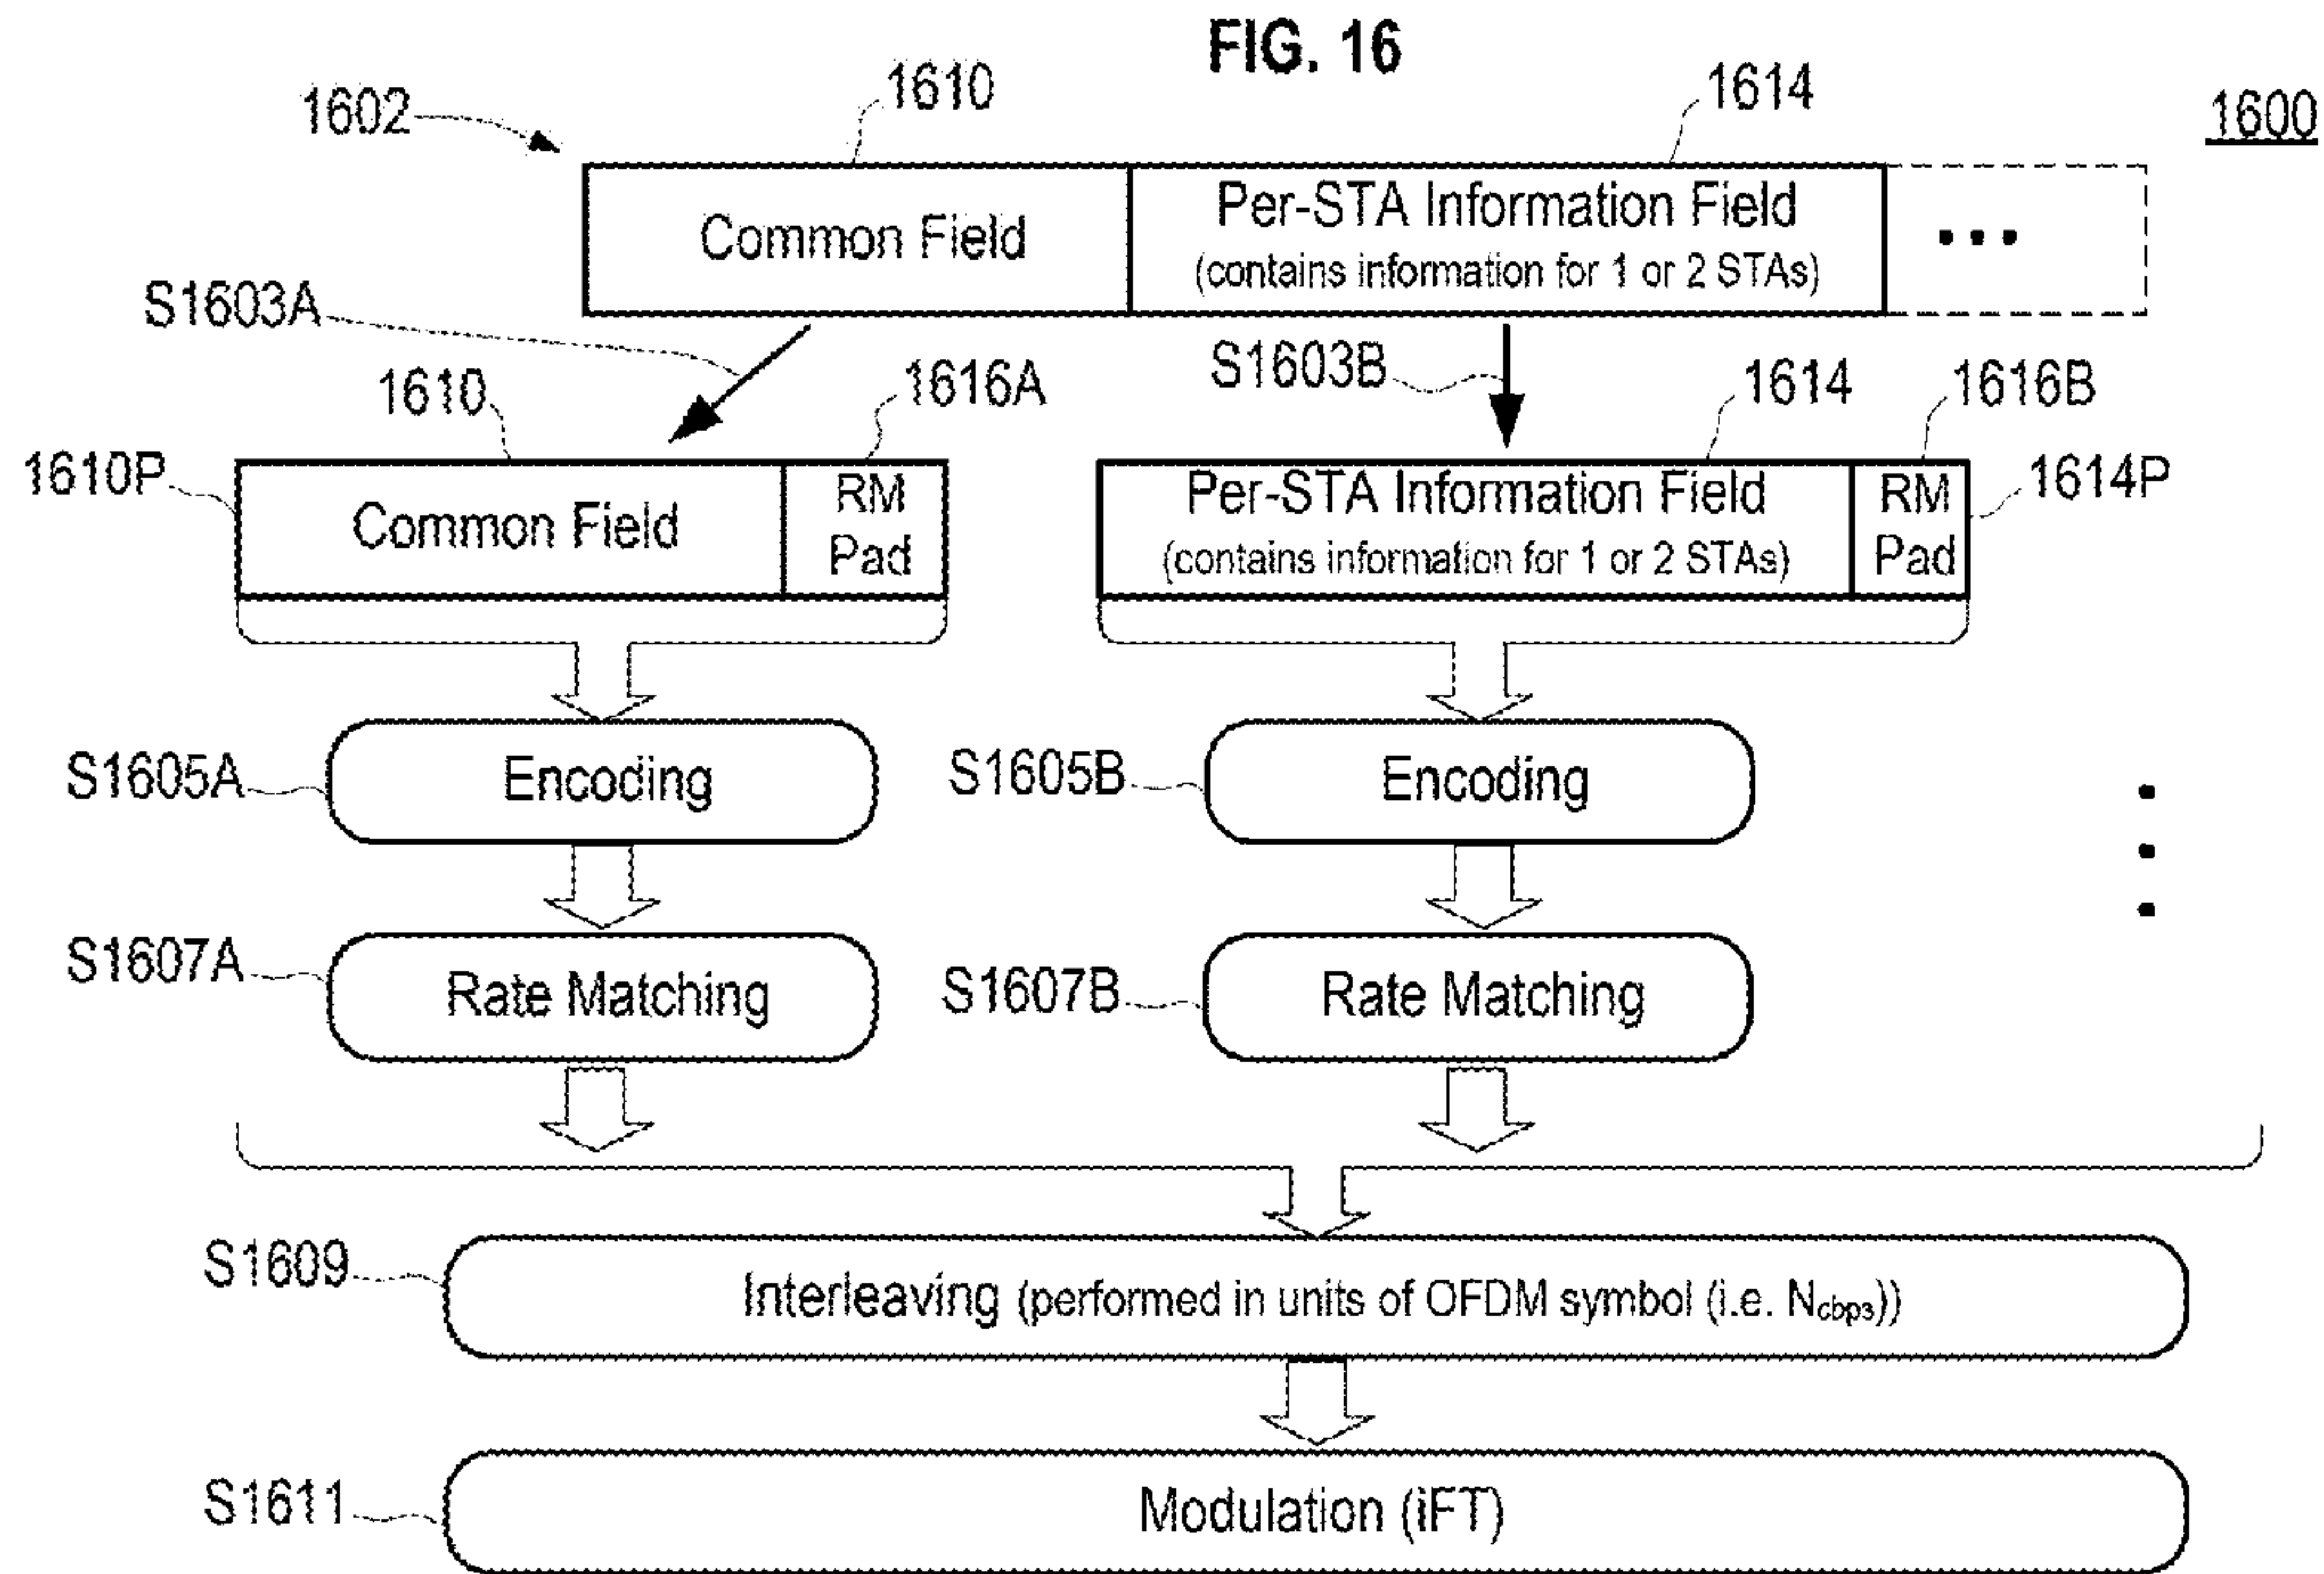 FIG. 16
1602
1610
1614
1600
Common Field
Per-STA Information Field
(contains information for 1 or 2 STAs)
S1603A
S1603B
1610
1616A
1614
1616B
1610P
Common Field
RM
Pad
Per-STA Information Field
(contains information for 1 or 2 STAs)
RM
Pad
1614P
S1605A
Encoding
S1605B
Encoding
S1607A
Rate Matching
S1607B
Rate Matching
S1609
Interleaving (performed in units of OFDM symbol (i.e. Ncbps))
S1611
Modulation (iFT)